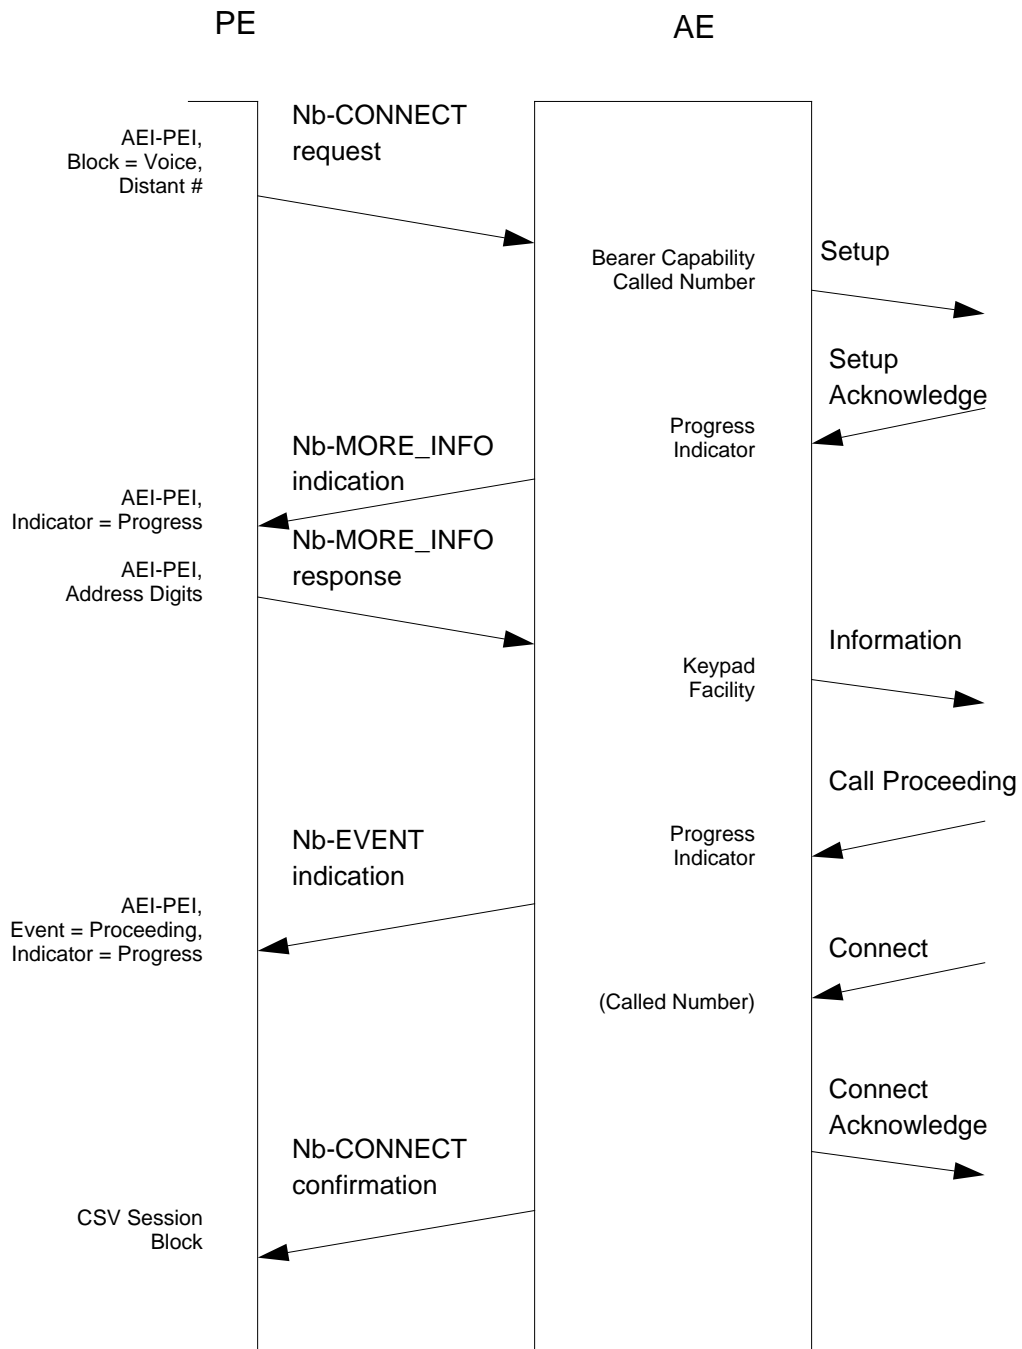 PE
AE
Nb-CONNECT
request
AEI-PEI,
Block = Voice,
Distant #
Bearer Capability
Called Number
Setup
Setup
Acknowledge
Progress
Indicator
Nb-MORE_INFO
indication
AEI-PEI,
Indicator = Progress
Nb-MORE_INFO
response
AEI-PEI,
Address Digits
Information
Keypad
Facility
Call Proceeding
Progress
Indicator
Nb-EVENT
indication
AEI-PEI,
Event = Proceeding,
Indicator = Progress
Connect
(Called Number)
Connect
Acknowledge
Nb-CONNECT
confirmation
CSV Session
Block